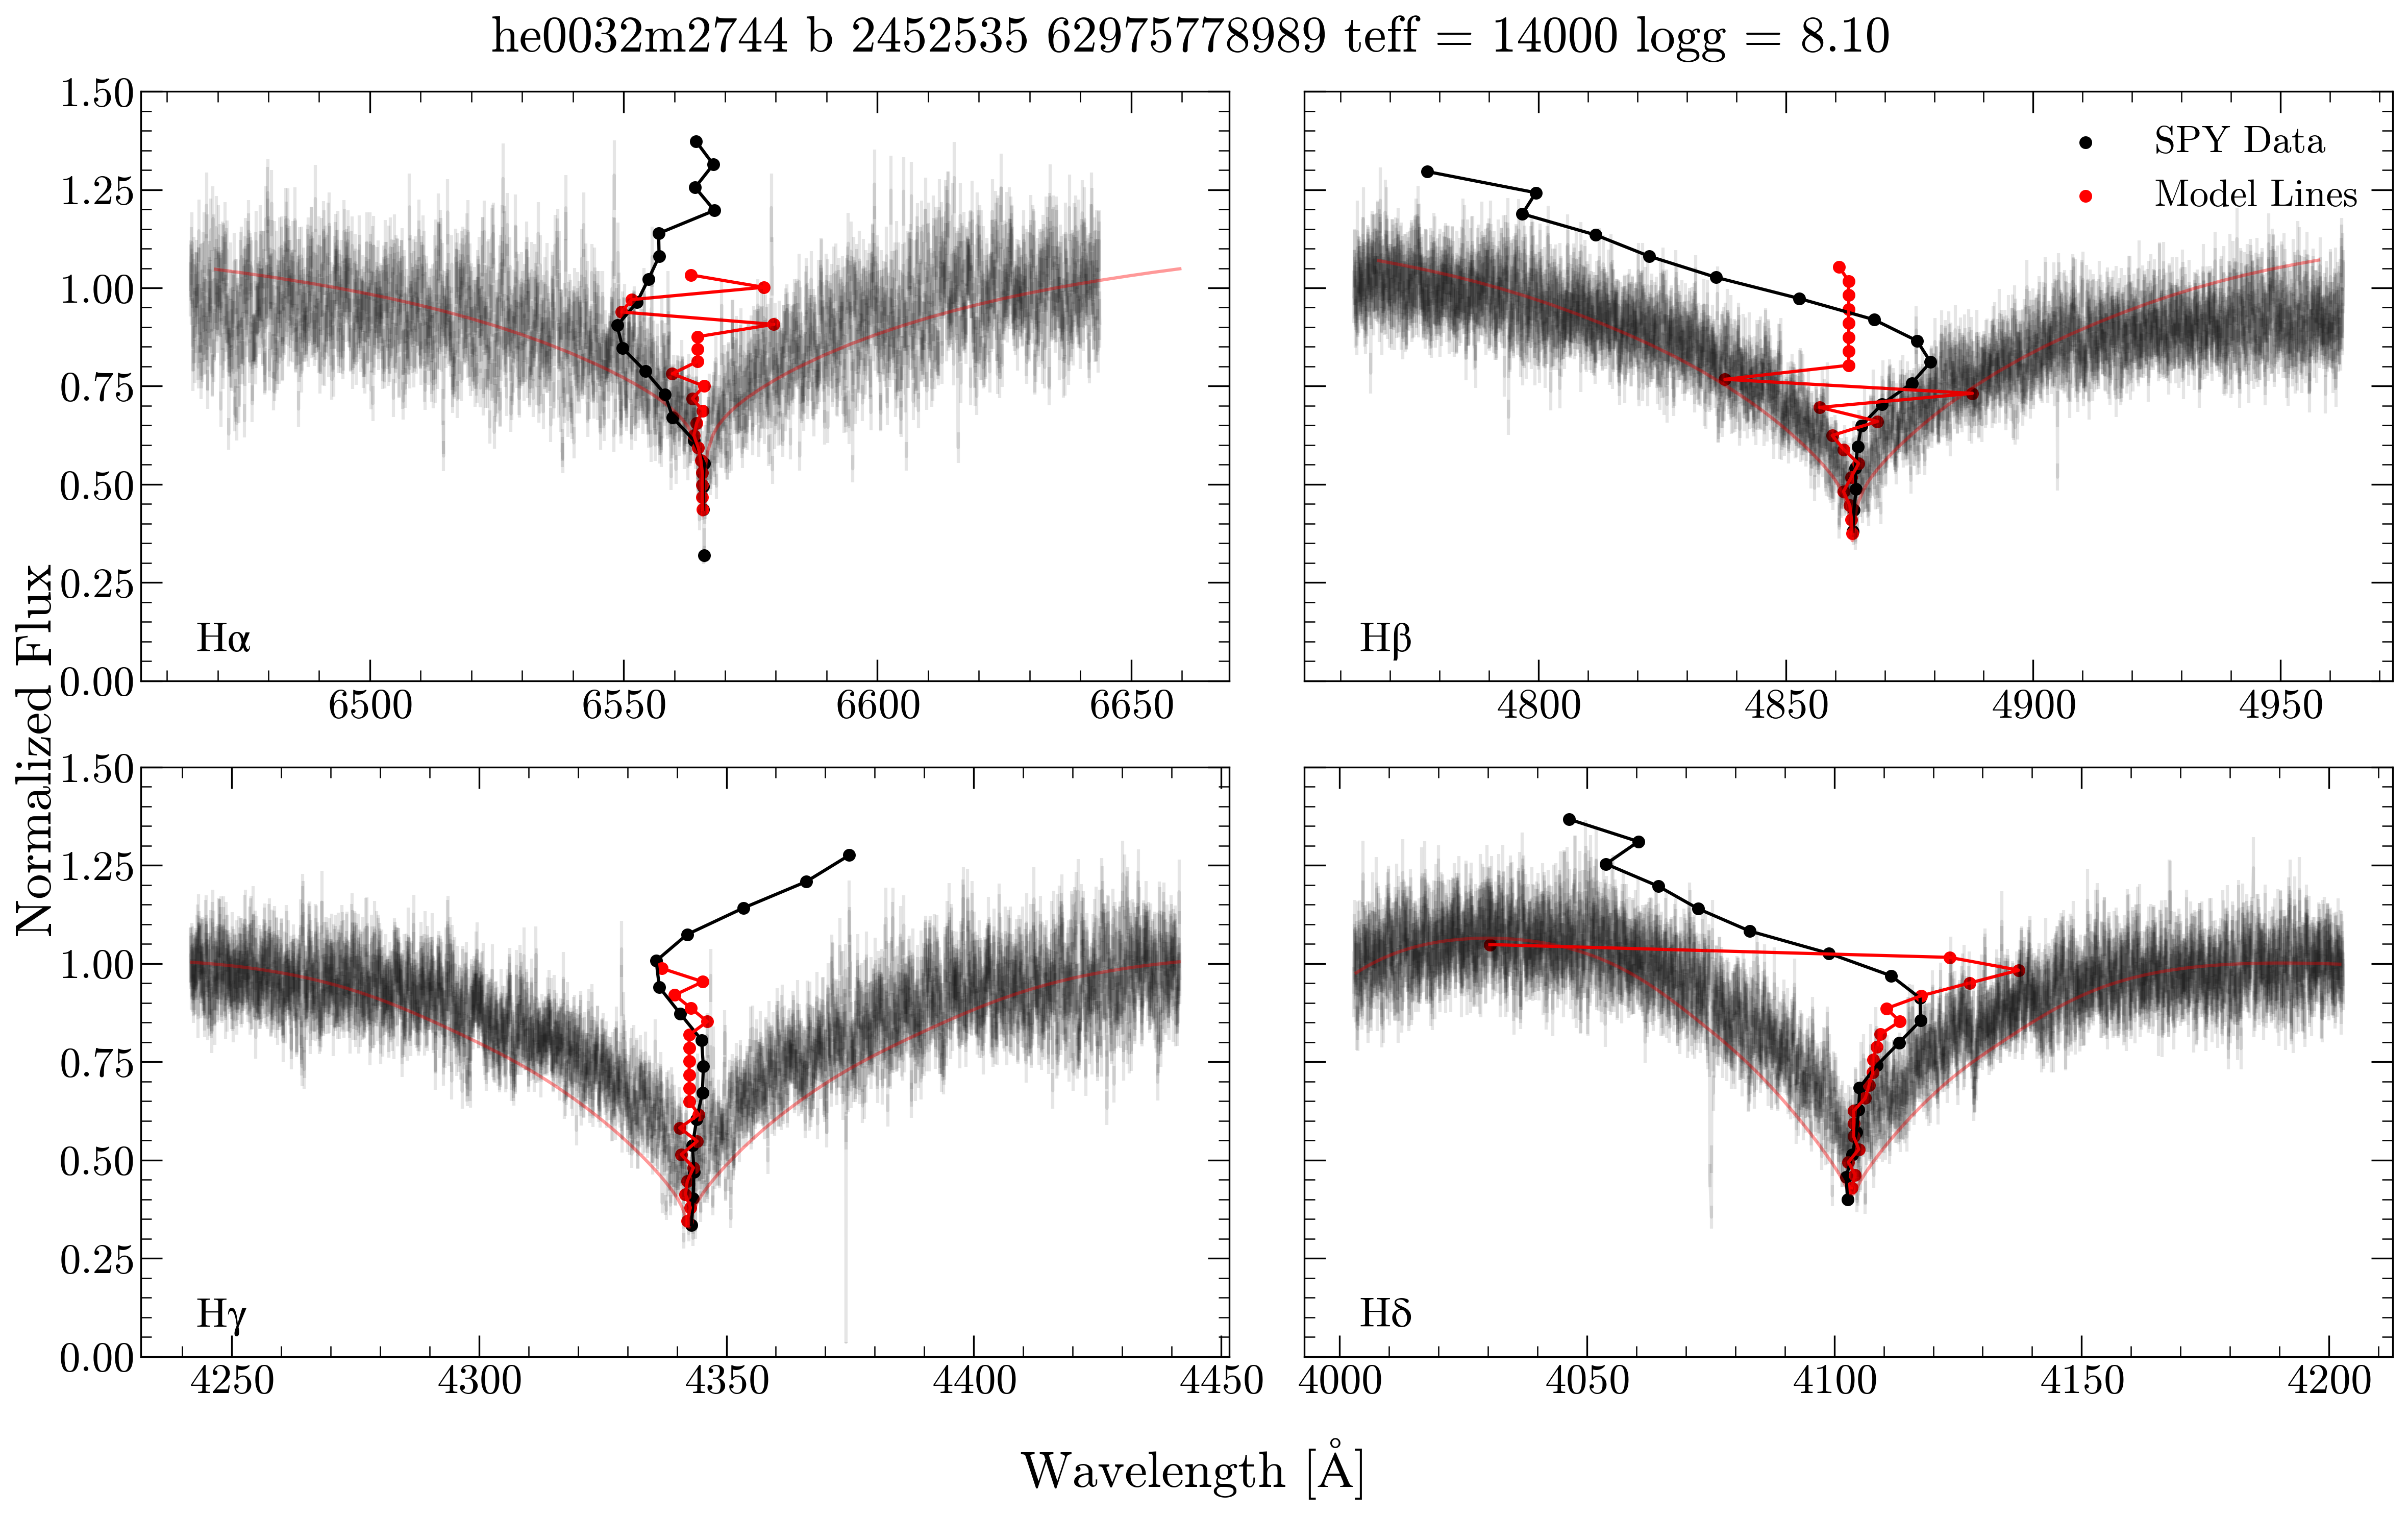 he0032m2744 b 2452535 62975778989 teff = 14000 logg = 8.10
1.50
1.25
1.00
0.75
0.50
0.25
0.00
Hα
6500 6550 6600 6650
SPY Data
Model Lines
Hβ
4800 4850 4900 4950
Normalized Flux
1.50
1.25
1.00
0.75
0.50
0.25
0.00
Hγ
4250 4300 4350 4400 4450
Hδ
4000 4050 4100 4150 4200
Wavelength [Å]